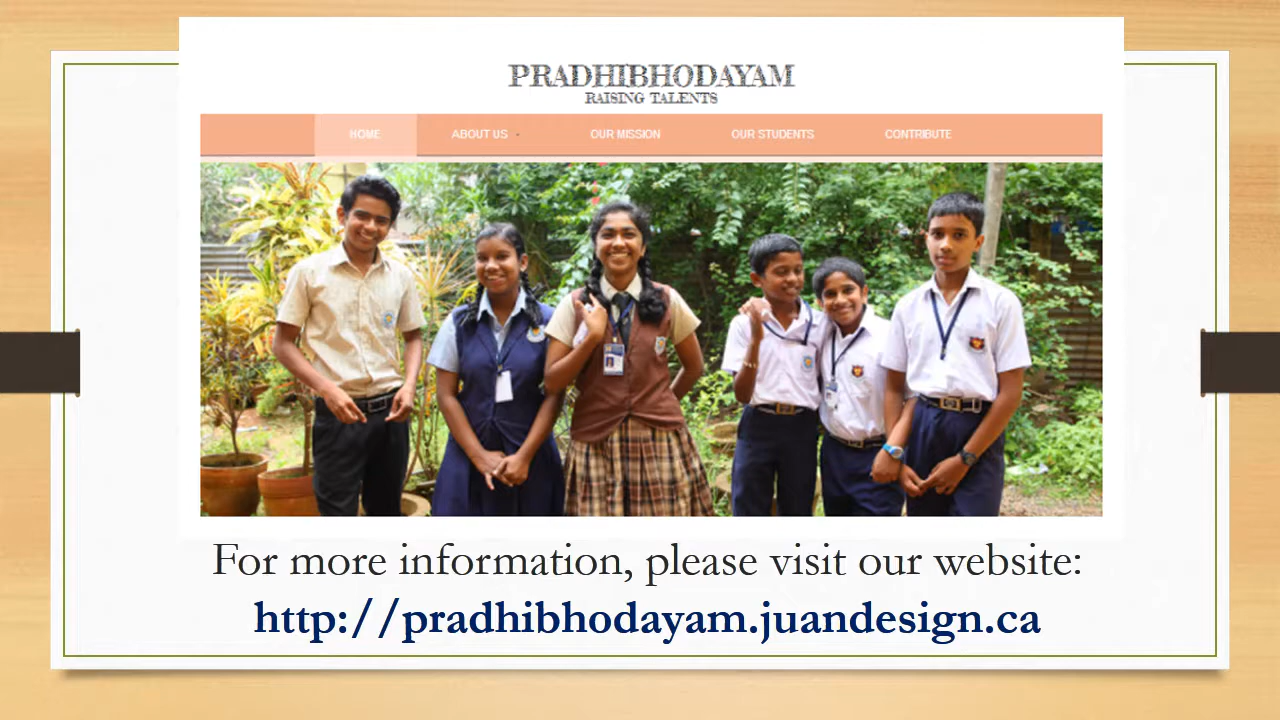 PRADHIBHODAYAM
RAISING TALENTS
HOME ABOUT US OUR MISSION OUR STUDENTS CONTRIBUTE
For more information, please visit our website:
http://pradhibhodayam.juandesign.ca